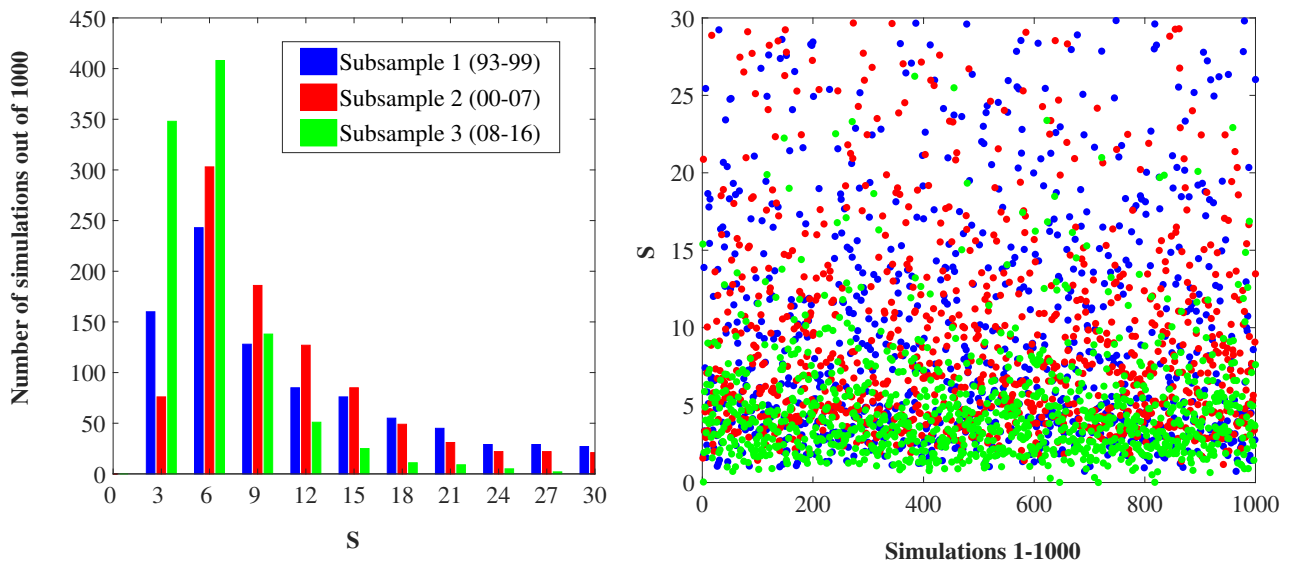 Number of simulations out of 1000
450
400
350
300
250
200
150
100
50
0
0 3 6 9 12 15 18 21 24 27 30
S
Subsample 1 (93-99)
Subsample 2 (00-07)
Subsample 3 (08-16)
S
30
25
20
15
10
5
0
0 200 400 600 800 1000
Simulations 1-1000